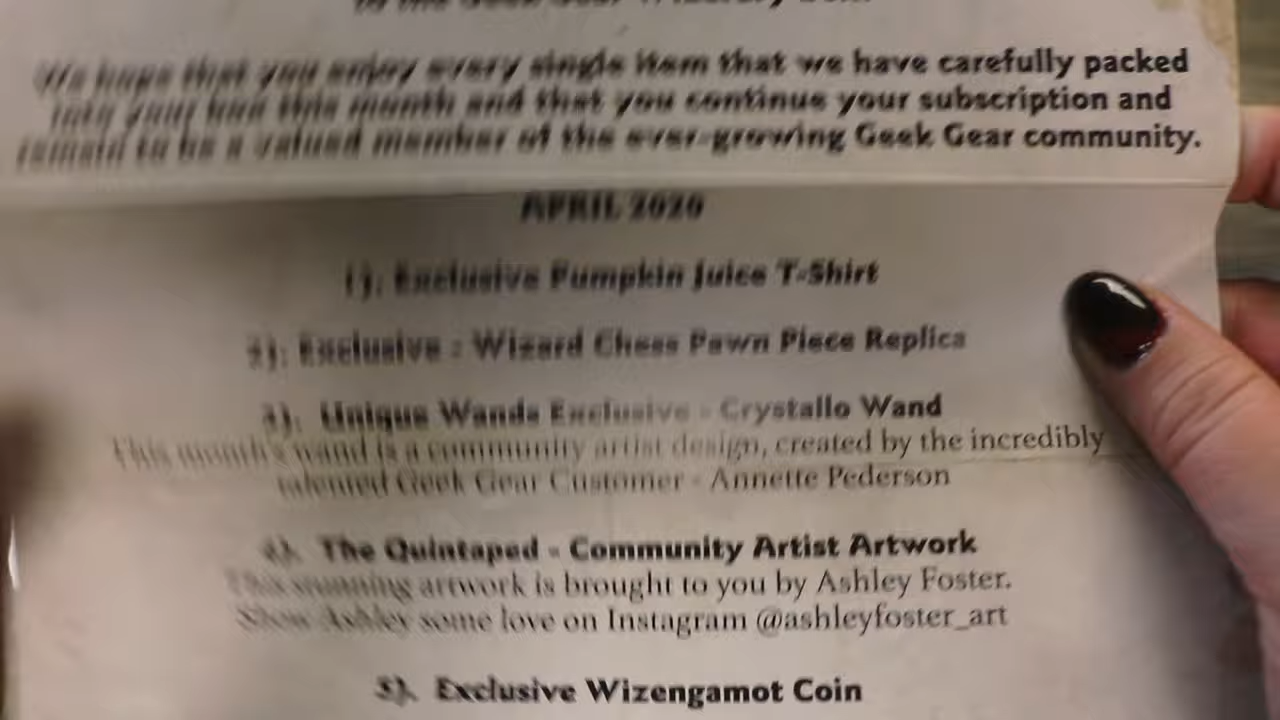 We hope that you enjoy every single item that we have carefully packed
into your box this month and that you continue your subscription and
remain to be a valued member of the ever-growing Geek Gear community.
APRIL 2020
1). Exclusive Pumpkin Juice T-Shirt
2). Exclusive : Wizard Chess Pawn Piece Replica
3). Unique Wands Exclusive - Crystallo Wand
This month's wand is a community artist design, created by the incredibly
talented Geek Gear Customer - Annette Pederson
4). The Quintaped - Community Artist Artwork
This stunning artwork is brought to you by Ashley Foster.
Show Ashley some love on Instagram @ashleyfoster_art
5). Exclusive Wizengamot Coin